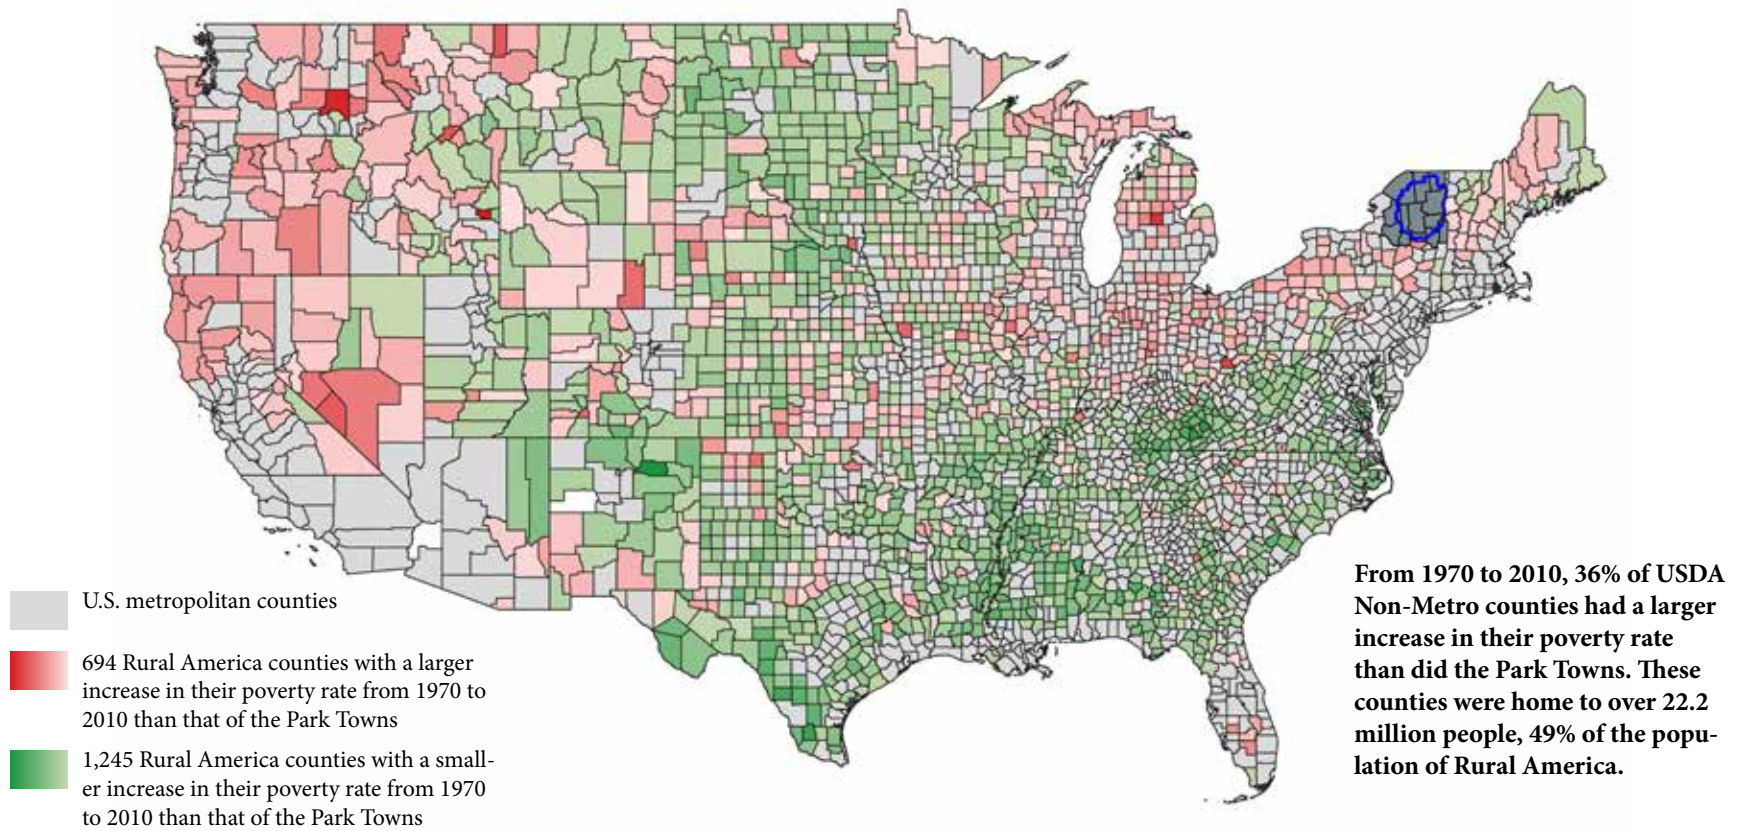 U.S. metropolitan counties
694 Rural America counties with a larger
increase in their poverty rate from 1970 to
2010 than that of the Park Towns
1,245 Rural America counties with a small-
er increase in their poverty rate from 1970
to 2010 than that of the Park Towns
From 1970 to 2010, 36% of USDA
Non-Metro counties had a larger
increase in their poverty rate
than did the Park Towns. These
counties were home to over 22.2
million people, 49% of the popu-
lation of Rural America.